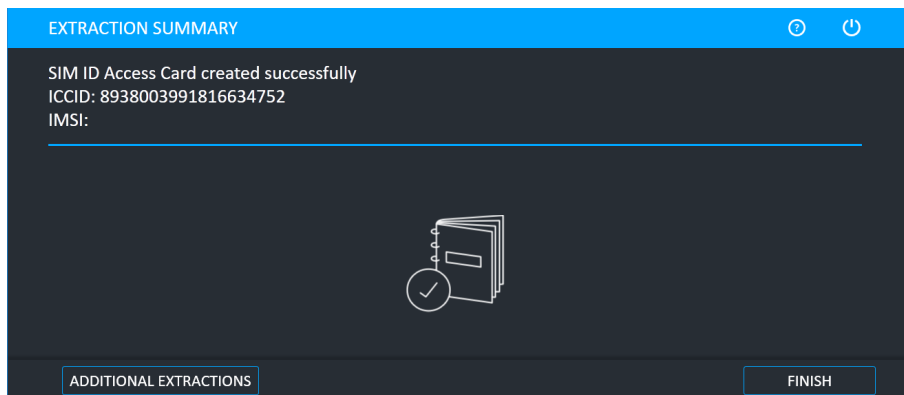 EXTRACTION SUMMARY
SIM ID Access Card created successfully
ICCID: 8938003991816634752
IMSI:
ADDITIONAL EXTRACTIONS
FINISH